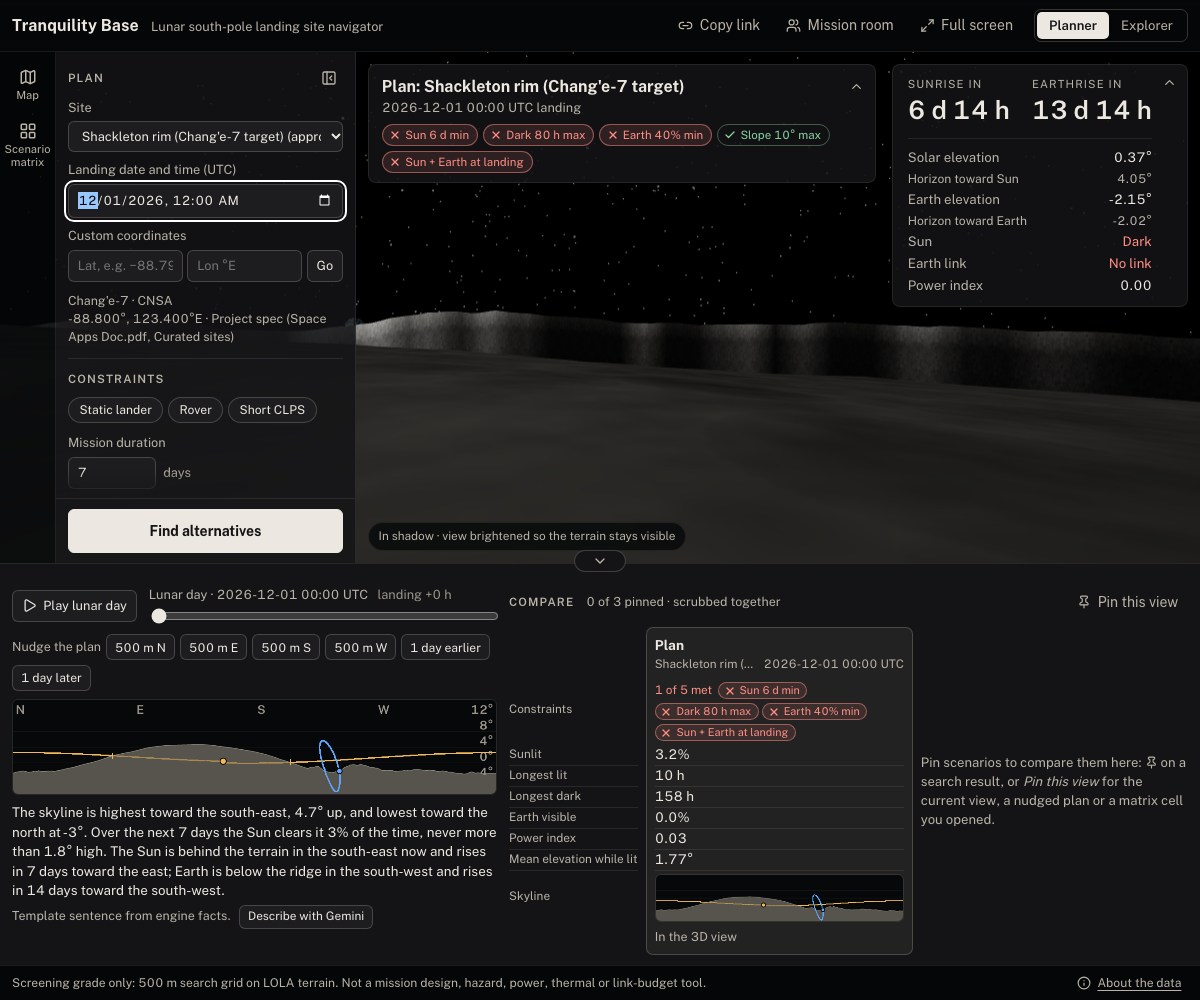 Tranquility Base Lunar south-pole landing site navigator
Copy link Mission room Full screen Planner Explorer
Map
Scenario
matrix
PLAN
Site
Shackleton rim (Chang'e-7 target) (appro
Landing date and time (UTC)
12/01/2026, 12:00 AM
Custom coordinates
Lat, e.g. −88.79 Lon °E Go
Chang'e-7 · CNSA
-88.800°, 123.400°E · Project spec (Space
Apps Doc.pdf, Curated sites)
CONSTRAINTS
Static lander Rover Short CLPS
Mission duration
7 days
Find alternatives
Plan: Shackleton rim (Chang'e-7 target)
2026-12-01 00:00 UTC landing
Sun 6 d min Dark 80 h max Earth 40% min Slope 10° max
Sun + Earth at landing
SUNRISE IN EARTHRISE IN
6 d 14 h 13 d 14 h
Solar elevation 0.37°
Horizon toward Sun 4.05°
Earth elevation -2.15°
Horizon toward Earth -2.02°
Sun Dark
Earth link No link
Power index 0.00
In shadow · view brightened so the terrain stays visible
Play lunar day Lunar day · 2026-12-01 00:00 UTC landing +0 h
Nudge the plan 500 m N 500 m E 500 m S 500 m W 1 day earlier
1 day later
N E S W 12°
8°
4°
0°
4°
The skyline is highest toward the south-east, 4.7° up, and lowest toward the
north at -3°. Over the next 7 days the Sun clears it 3% of the time, never more
than 1.8° high. The Sun is behind the terrain in the south-east now and rises
in 7 days toward the east; Earth is below the ridge in the south-west and rises
in 14 days toward the south-west.
Template sentence from engine facts. Describe with Gemini
COMPARE 0 of 3 pinned · scrubbed together Pin this view
Plan
Shackleton rim (... 2026-12-01 00:00 UTC
Constraints 1 of 5 met Sun 6 d min
Dark 80 h max Earth 40% min
Sun + Earth at landing
Sunlit 3.2%
Longest lit 10 h
Longest dark 158 h
Earth visible 0.0%
Power index 0.03
Mean elevation while lit 1.77°
Skyline
In the 3D view
Pin scenarios to compare them here: on a
search result, or Pin this view for the
current view, a nudged plan or a matrix cell
you opened.
Screening grade only: 500 m search grid on LOLA terrain. Not a mission design, hazard, power, thermal or link-budget tool. About the data